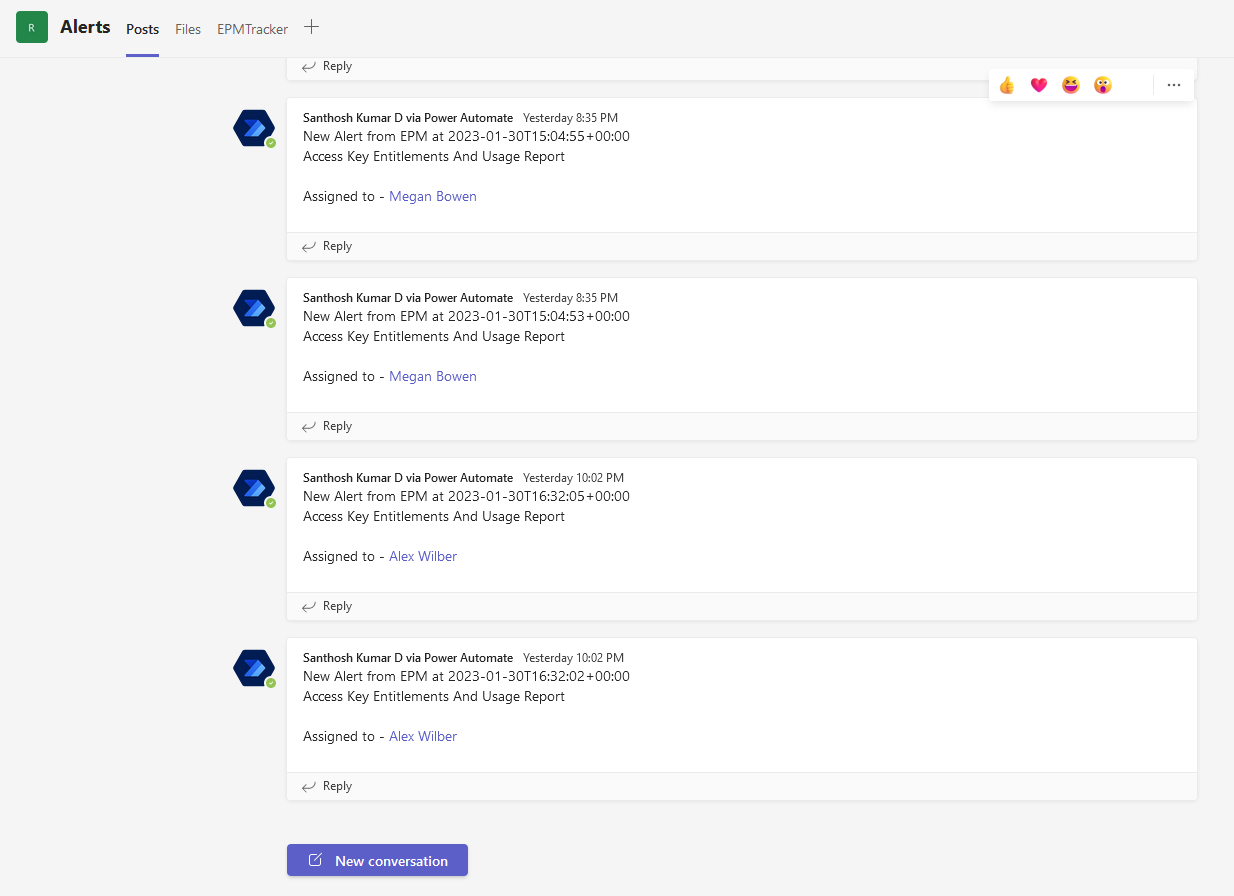 R
Alerts Posts Files EPMTracker
Reply
Santhosh Kumar D via Power Automate Yesterday 8:35 PM
New Alert from EPM at 2023-01-30T15:04:55+00:00
Access Key Entitlements And Usage Report
Assigned to - Megan Bowen
Reply
Santhosh Kumar D via Power Automate Yesterday 8:35 PM
New Alert from EPM at 2023-01-30T15:04:53+00:00
Access Key Entitlements And Usage Report
Assigned to - Megan Bowen
Reply
Santhosh Kumar D via Power Automate Yesterday 10:02 PM
New Alert from EPM at 2023-01-30T16:32:05+00:00
Access Key Entitlements And Usage Report
Assigned to - Alex Wilber
Reply
Santhosh Kumar D via Power Automate Yesterday 10:02 PM
New Alert from EPM at 2023-01-30T16:32:02+00:00
Access Key Entitlements And Usage Report
Assigned to - Alex Wilber
Reply
New conversation